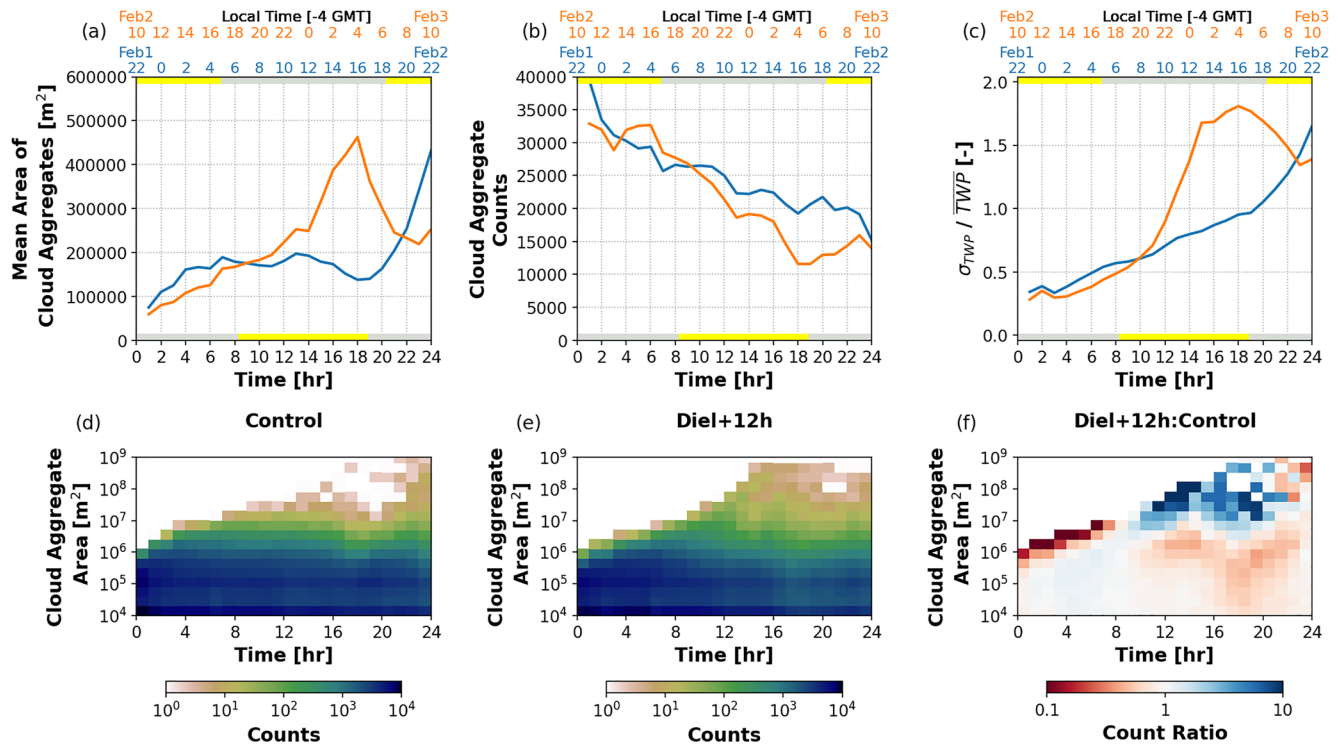 (a)
Feb2 Local Time [-4 GMT] Feb3
10 12 14 16 18 20 22 0 2 4 6 8 10
Feb1 Feb2
22 0 2 4 6 8 10 12 14 16 18 20 22
Mean Area of
Cloud Aggregates [m²]
600000
500000
400000
300000
200000
100000
0
0 2 4 6 8 10 12 14 16 18 20 22 24
Time [hr]
(b)
Feb2 Local Time [-4 GMT] Feb3
10 12 14 16 18 20 22 0 2 4 6 8 10
Feb1 Feb2
22 0 2 4 6 8 10 12 14 16 18 20 22
Cloud Aggregate
Counts
40000
35000
30000
25000
20000
15000
10000
5000
0
0 2 4 6 8 10 12 14 16 18 20 22 24
Time [hr]
(c)
Feb2 Local Time [-4 GMT] Feb3
10 12 14 16 18 20 22 0 2 4 6 8 10
Feb1 Feb2
22 0 2 4 6 8 10 12 14 16 18 20 22
σ_TWP / T̅W̅P̅ [-]
2.0
1.5
1.0
0.5
0.0
0 2 4 6 8 10 12 14 16 18 20 22 24
Time [hr]
(d) Control
Cloud Aggregate
Area [m²]
10⁹
10⁸
10⁷
10⁶
10⁵
10⁴
0 4 8 12 16 20 24
Time [hr]
10⁰ 10¹ 10² 10³ 10⁴
Counts
(e) Diel+12h
Cloud Aggregate
Area [m²]
10⁹
10⁸
10⁷
10⁶
10⁵
10⁴
0 4 8 12 16 20 24
Time [hr]
10⁰ 10¹ 10² 10³ 10⁴
Counts
(f) Diel+12h:Control
Cloud Aggregate
Area [m²]
10⁹
10⁸
10⁷
10⁶
10⁵
10⁴
0 4 8 12 16 20 24
Time [hr]
0.1 1 10
Count Ratio